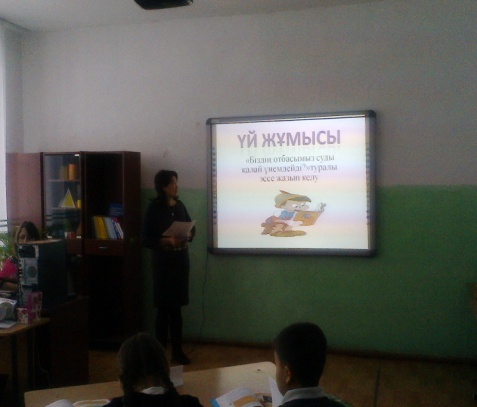 ҮЙ ЖҰМЫСЫ
«Біздің отбасымыз суды
қалай үнемдейді?»туралы
эссе жазып келу